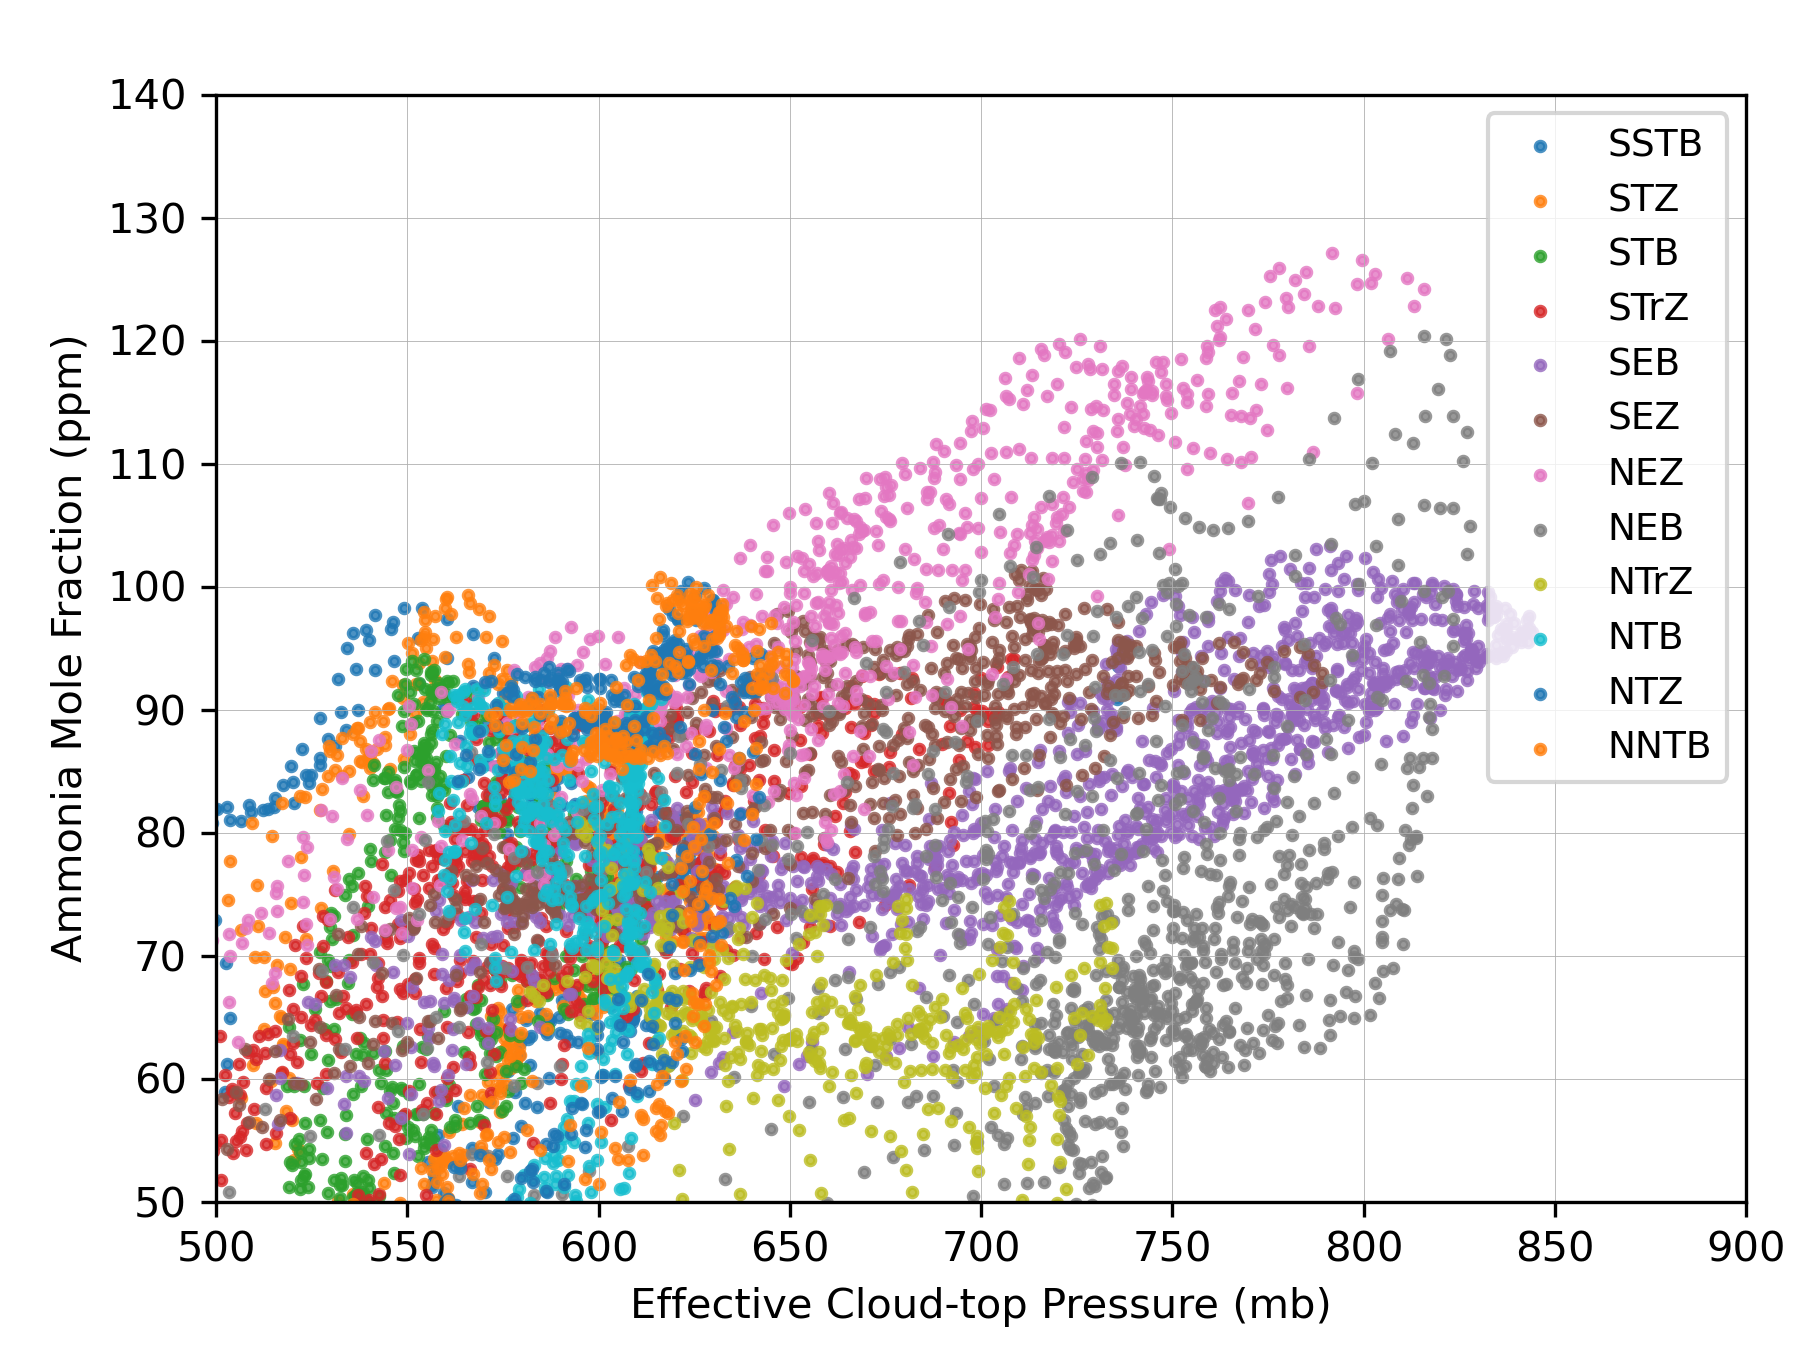 140
130
120
110
100
90
80
70
60
50
Ammonia Mole Fraction (ppm)
SSTB
STZ
STB
STrZ
SEB
SEZ
NEZ
NEB
NTrZ
NTB
NTZ
NNTB
500 550 600 650 700 750 800 850 900
Effective Cloud-top Pressure (mb)